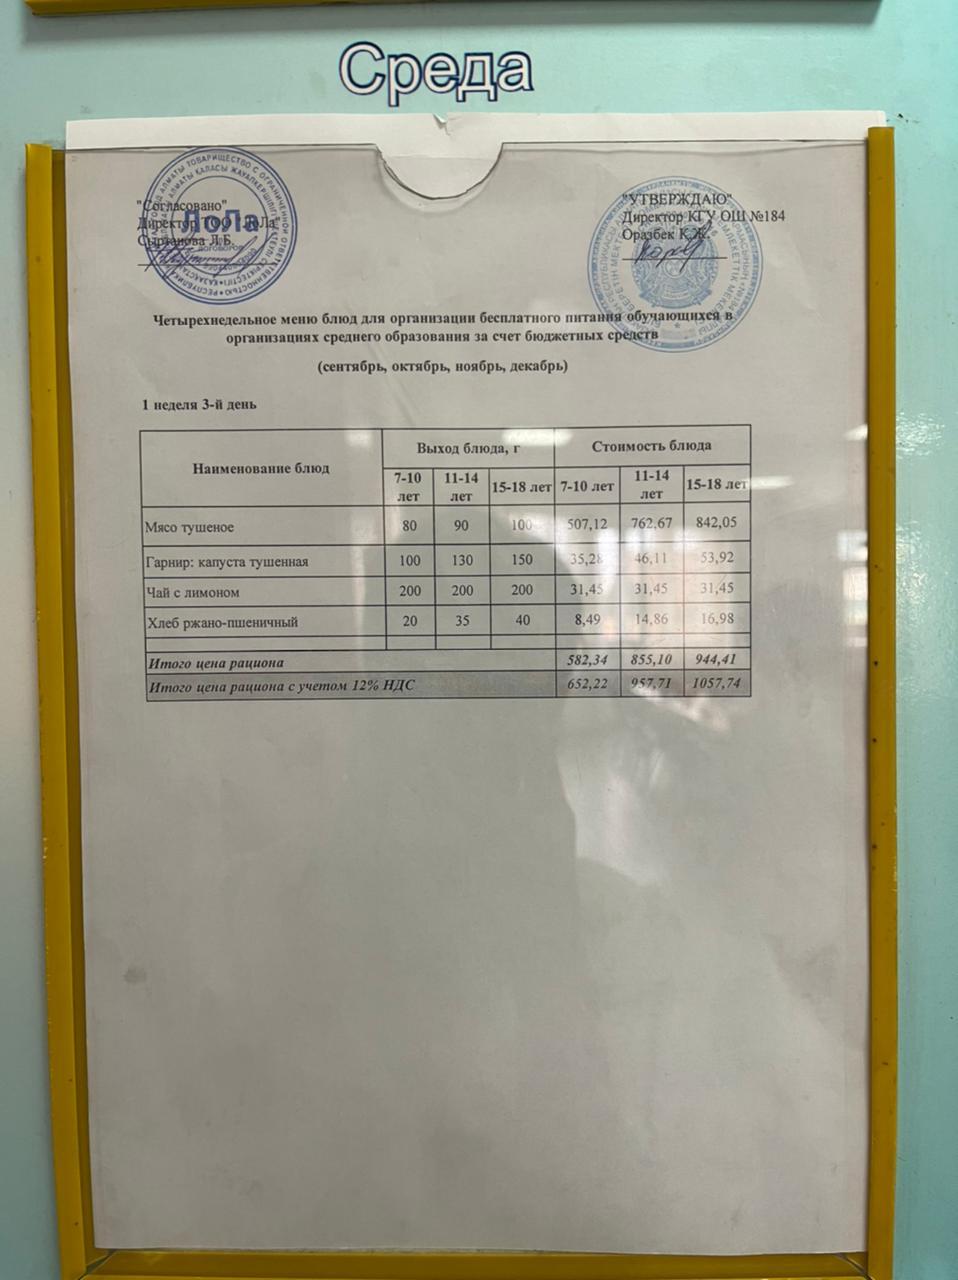 Среда
"Согласовано"
Директор ТОО "ЛоЛа"
Сыртанова Л.Б.
ЛоЛа
"УТВЕРЖДАЮ"
Директор КГУ ОШ №184
Оразбек К.Ж.
Четырехнедельное меню блюд для организации бесплатного питания обучающихся в
организациях среднего образования за счет бюджетных средств
(сентябрь, октябрь, ноябрь, декабрь)
1 неделя 3-й день
Наименование блюд Выход блюда, г Стоимость блюда
7-10 лет 11-14 лет 15-18 лет 7-10 лет 11-14 лет 15-18 лет
Мясо тушеное 80 90 100 507,12 762,67 842,05
Гарнир: капуста тушенная 100 130 150 35,28 46,11 53,92
Чай с лимоном 200 200 200 31,45 31,45 31,45
Хлеб ржано-пшеничный 20 35 40 8,49 14,86 16,98
Итого цена рациона 582,34 855,10 944,41
Итого цена рациона с учетом 12% НДС 652,22 957,71 1057,74